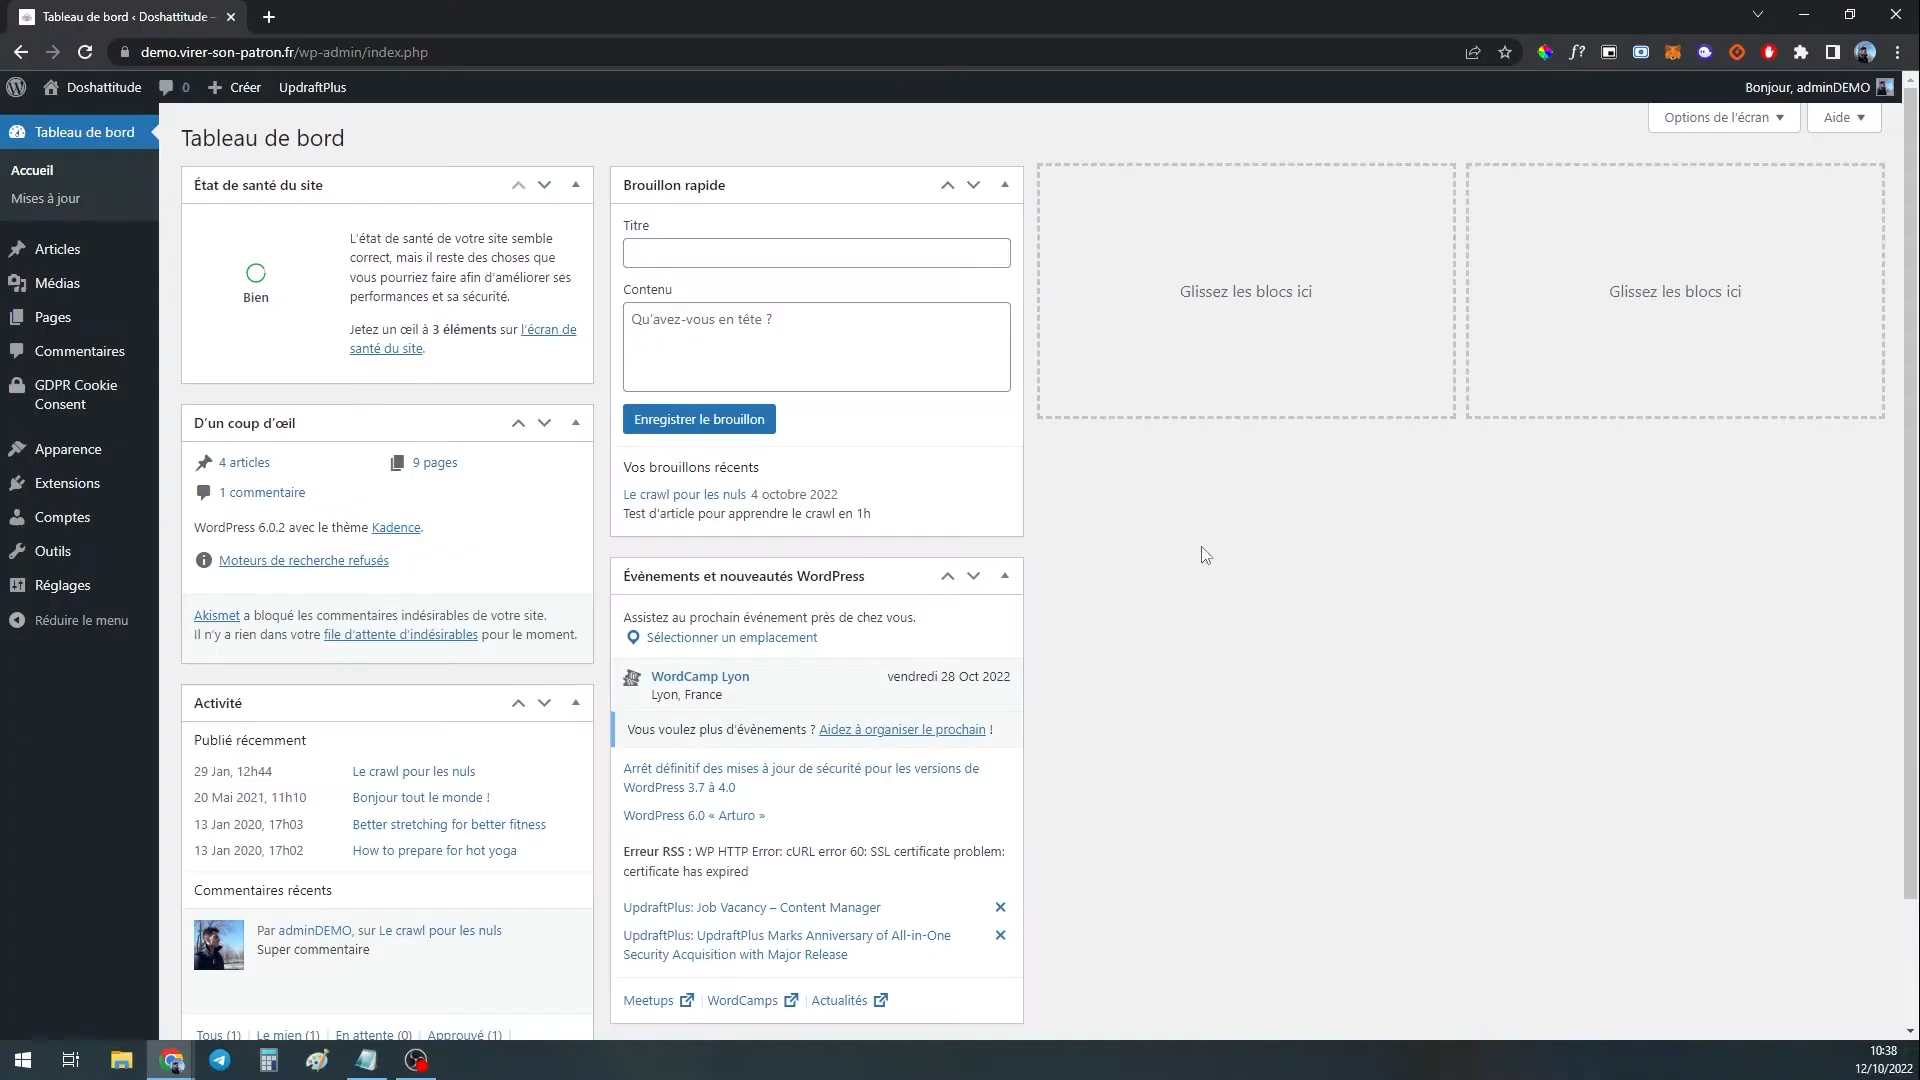 Tableau de bord ‹ Doshattitude –
demo.virer-son-patron.fr/wp-admin/index.php
Doshattitude
0
Créer
UpdraftPlus
Bonjour, adminDEMO
Tableau de bord
Accueil
Mises à jour
Articles
Médias
Pages
Commentaires
GDPR Cookie
Consent
Apparence
Extensions
Comptes
Outils
Réglages
Réduire le menu
Options de l'écran
Aide
Tableau de bord
État de santé du site
Bien
L'état de santé de votre site semble
correct, mais il reste des choses que
vous pourriez faire afin d'améliorer ses
performances et sa sécurité.
Jetez un œil à 3 éléments sur l'écran de
santé du site.
D'un coup d'œil
4 articles
9 pages
1 commentaire
WordPress 6.0.2 avec le thème Kadence.
Moteurs de recherche refusés
Akismet a bloqué les commentaires indésirables de votre site.
Il n'y a rien dans votre file d'attente d'indésirables pour le moment.
Activité
Publié récemment
29 Jan, 12h44 Le crawl pour les nuls
20 Mai 2021, 11h10 Bonjour tout le monde !
13 Jan 2020, 17h03 Better stretching for better fitness
13 Jan 2020, 17h02 How to prepare for hot yoga
Commentaires récents
Par adminDEMO, sur Le crawl pour les nuls
Super commentaire
Tous (1) | Le mien (1) | En attente (0) | Approuvé (1) |
Brouillon rapide
Titre
Contenu
Qu'avez-vous en tête ?
Enregistrer le brouillon
Vos brouillons récents
Le crawl pour les nuls 4 octobre 2022
Test d'article pour apprendre le crawl en 1h
Évènements et nouveautés WordPress
Assistez au prochain événement près de chez vous.
Sélectionner un emplacement
WordCamp Lyon vendredi 28 Oct 2022
Lyon, France
Vous voulez plus d'évènements ? Aidez à organiser le prochain !
Arrêt définitif des mises à jour de sécurité pour les versions de
WordPress 3.7 à 4.0
WordPress 6.0 « Arturo »
Erreur RSS : WP HTTP Error: cURL error 60: SSL certificate problem:
certificate has expired
UpdraftPlus: Job Vacancy – Content Manager
UpdraftPlus: UpdraftPlus Marks Anniversary of All-in-One
Security Acquisition with Major Release
Meetups | WordCamps | Actualités
Glissez les blocs ici
Glissez les blocs ici
10:38
12/10/2022